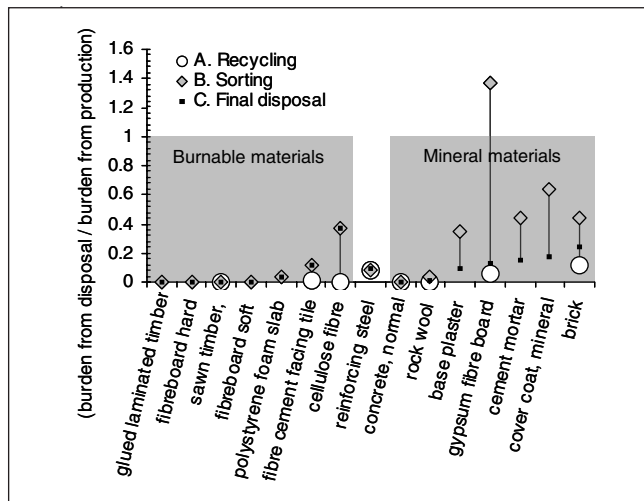 (burden from disposal / burden from production)
1.6
1.4
1.2
1
0.8
0.6
0.4
0.2
0
A. Recycling
B. Sorting
C. Final disposal
Burnable materials
Mineral materials
glued laminated timber
fibreboard hard
sawn timber,
fibreboard soft
polystyrene foam slab
fibre cement facing tile
cellulose fibre
reinforcing steel
concrete, normal
rock wool
base plaster
gypsum fibre board
cement mortar
cover coat, mineral
brick